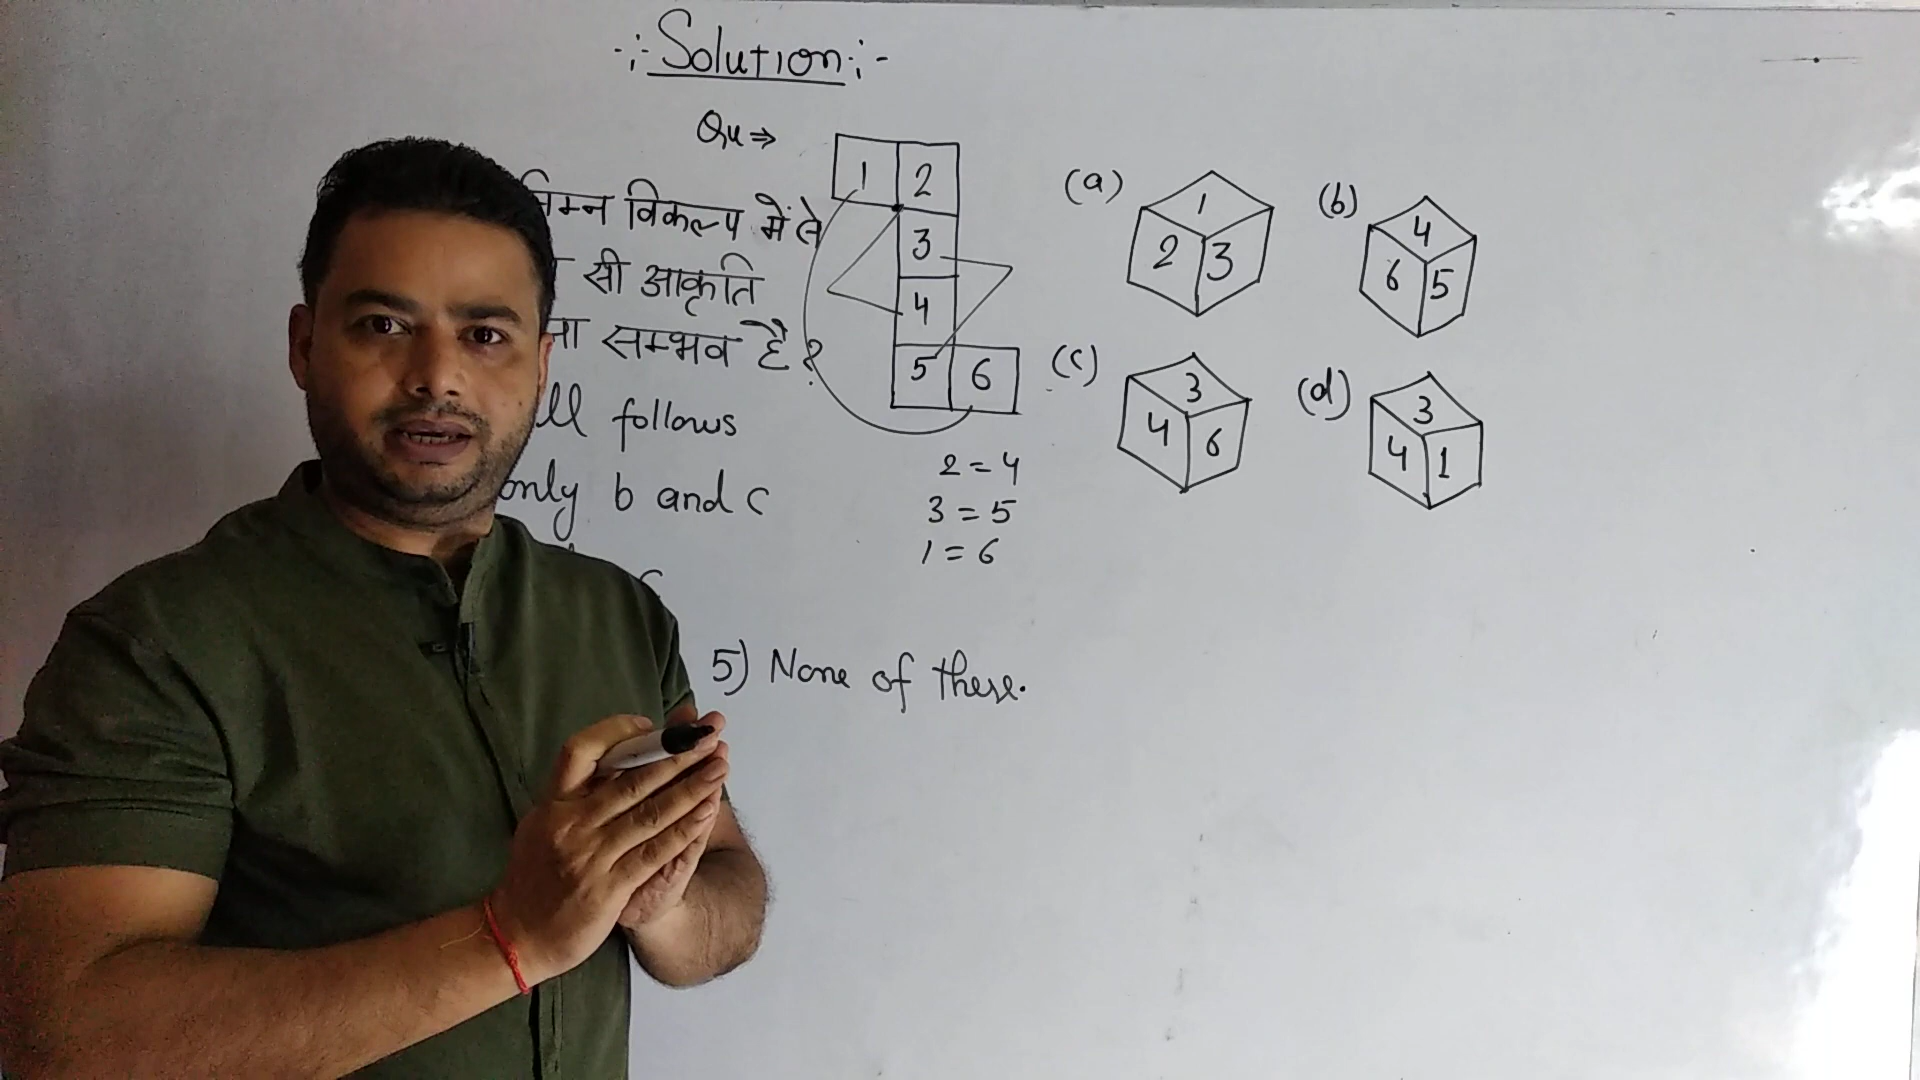 -:- Solution :-
Qu ⇒
1 2
3
4
5 6
निम्न विकल्प में से
सी आकृति
सम्भव है ?
follows
only b and c
2 = 4
3 = 5
1 = 6
5) None of these.
(a) 1 2 3
(b) 4 6 5
(c) 3 4 6
(d) 3 4 1